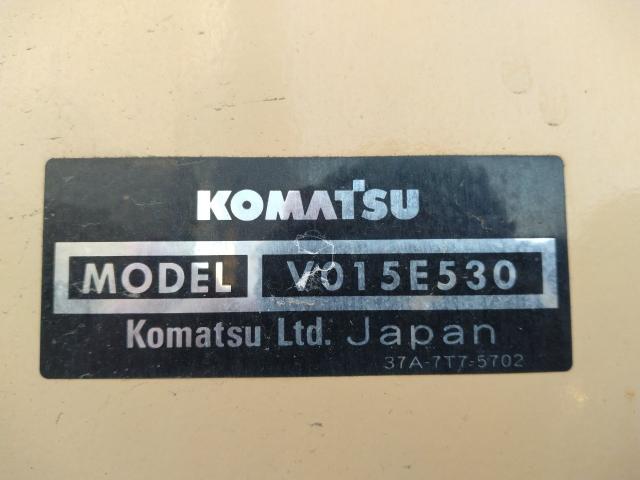 KOMATSU
MODEL V015E530
Komatsu Ltd. Japan
37A-7T7-5702